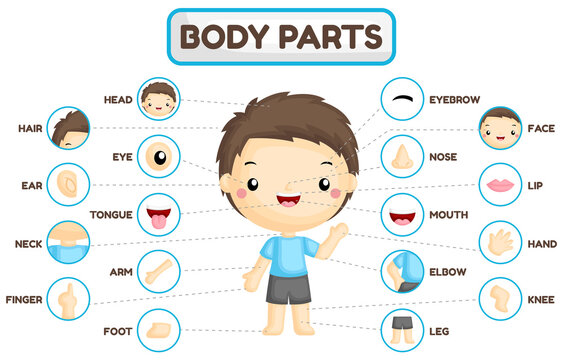 BODY PARTS
HEAD
EYEBROW
HAIR
FACE
EYE
NOSE
EAR
LIP
TONGUE
MOUTH
NECK
HAND
ARM
ELBOW
FINGER
KNEE
FOOT
LEG